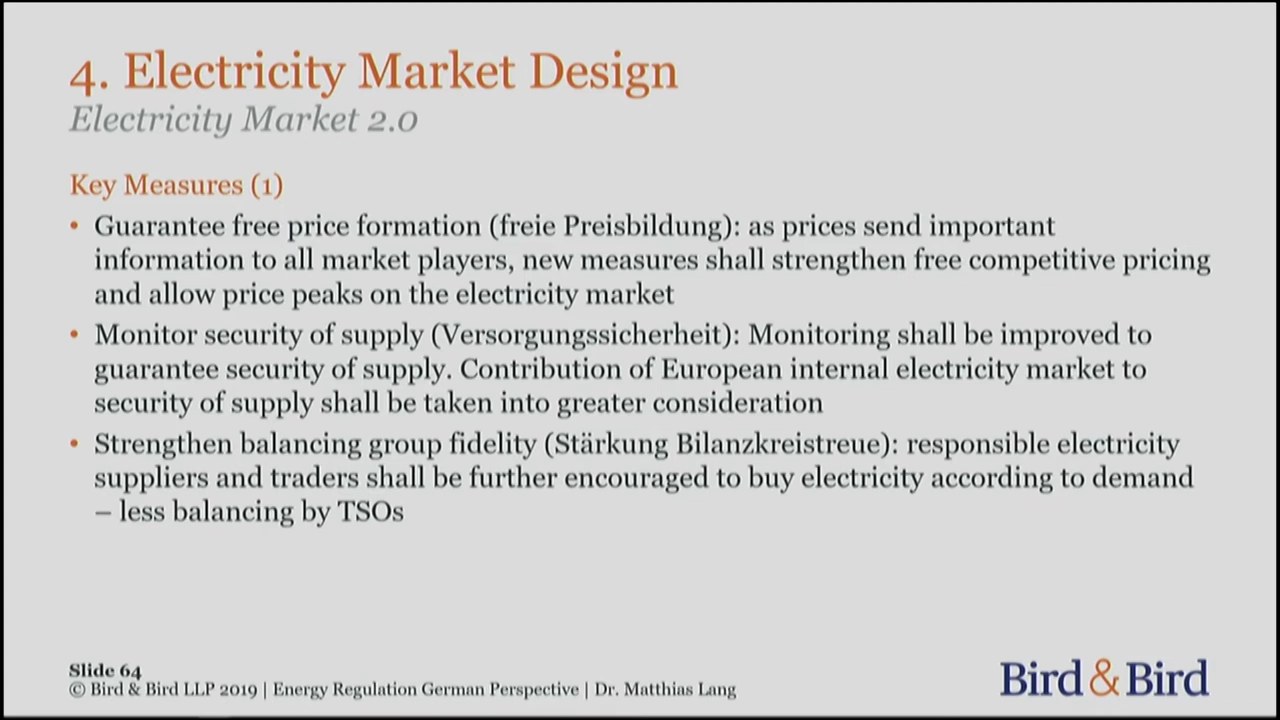 4. Electricity Market Design
Electricity Market 2.0
Key Measures (1)
• Guarantee free price formation (freie Preisbildung): as prices send important
information to all market players, new measures shall strengthen free competitive pricing
and allow price peaks on the electricity market
• Monitor security of supply (Versorgungssicherheit): Monitoring shall be improved to
guarantee security of supply. Contribution of European internal electricity market to
security of supply shall be taken into greater consideration
• Strengthen balancing group fidelity (Stärkung Bilanzkreistreue): responsible electricity
suppliers and traders shall be further encouraged to buy electricity according to demand
– less balancing by TSOs
Slide 64
© Bird & Bird LLP 2019 | Energy Regulation German Perspective | Dr. Matthias Lang
Bird & Bird